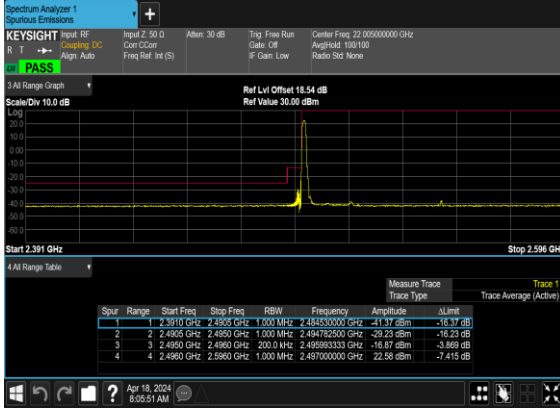 Spectrum Analyzer 1
Spurious Emissions
+
KEYSIGHT Input: RF Input Z: 50 Ω Atten: 30 dB Trig: Free Run Center Freq: 22.005000000 GHz
R T Coupling: DC Corr CCorr Gate: Off Avg|Hold: 100/100
Align: Auto Freq Ref: Int (S) IF Gain: Low Radio Std: None
PASS
3 All Range Graph
Ref Lvl Offset 18.54 dB
Scale/Div 10.0 dB Ref Value 30.00 dBm
Log
20.0
10.0
0.00
-10.0
-20.0
-30.0
-40.0
-50.0
-60.0
Start 2.391 GHz Stop 2.596 GHz
4 All Range Table
Measure Trace Trace 1
Trace Type Trace Average (Active)
Spur Range Start Freq Stop Freq RBW Frequency Amplitude ΔLimit
1 1 2.3910 GHz 2.4905 GHz 1.000 MHz 2.484530000 GHz -41.37 dBm -16.37 dB
2 2 2.4905 GHz 2.4950 GHz 1.000 MHz 2.494782500 GHz -29.23 dBm -16.23 dB
3 3 2.4950 GHz 2.4960 GHz 200.0 kHz 2.495993333 GHz -16.87 dBm -3.869 dB
4 4 2.4960 GHz 2.5960 GHz 1.000 MHz 2.497000000 GHz 22.58 dBm -7.415 dB
?
Apr 18, 2024
8:05:51 AM